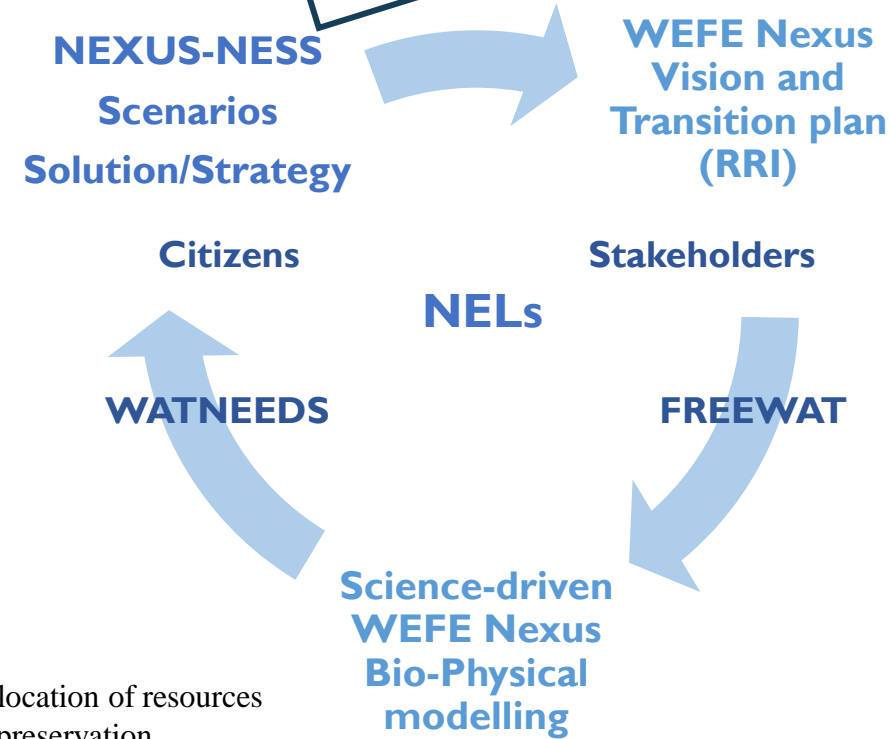 NEXUS-NESS
Scenarios
Solution/Strategy
WEFE Nexus
Vision and
Transition plan
(RRI)
Citizens
Stakeholders
NELs
WATNEEDS
FREEWAT
Science-driven
WEFE Nexus
Bio-Physical
modelling
location of resources
preservation